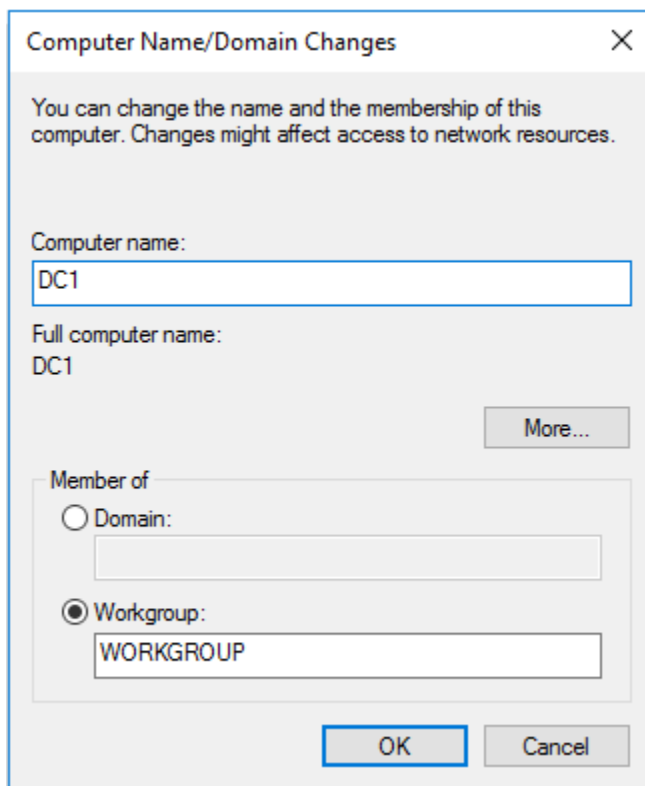 Computer Name/Domain Changes
You can change the name and the membership of this
computer. Changes might affect access to network resources.
Computer name:
DC1
Full computer name:
DC1
More...
Member of
Domain:
Workgroup:
WORKGROUP
OK
Cancel